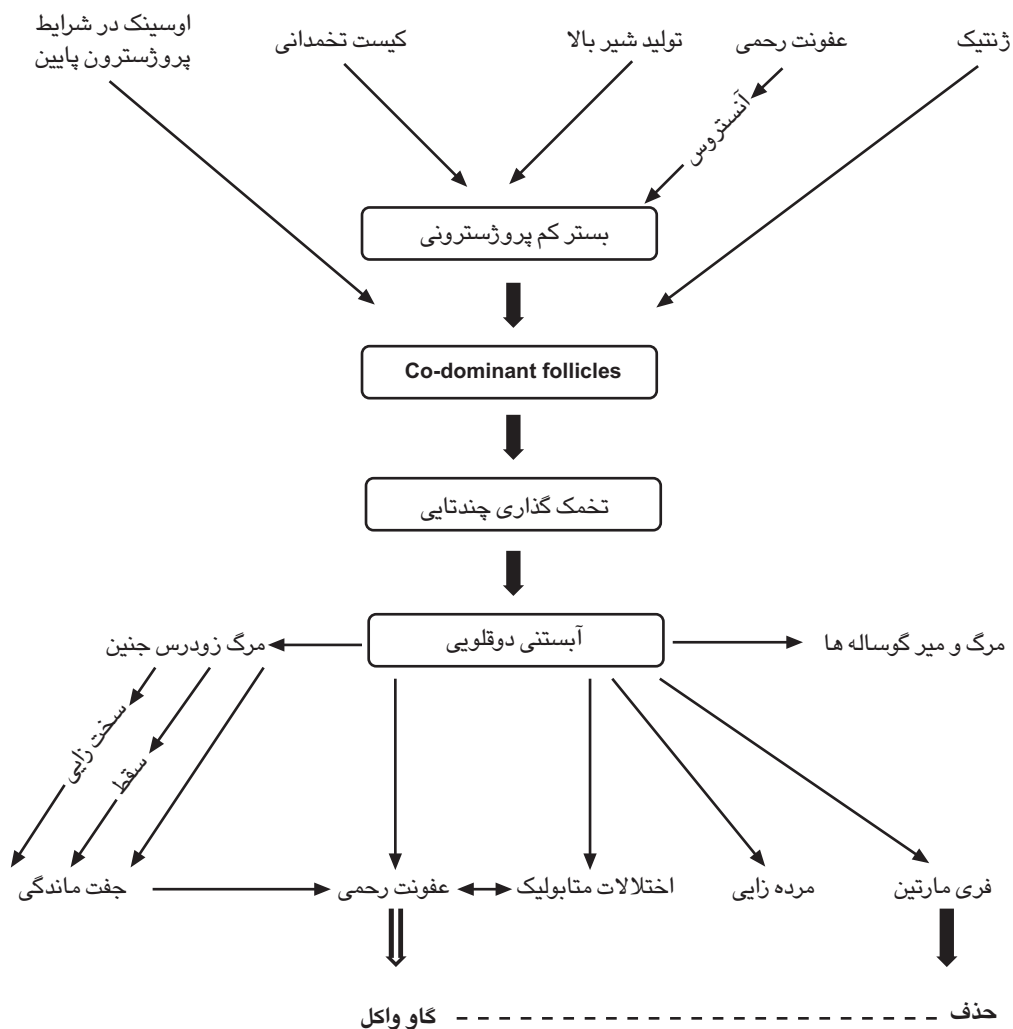 ژنتیک
عفونت رحمی
تولید شیر بالا
کیست تخمدانی
اوسینک در شرایط
پروژسترون پایین
آنستروس
بستر کم پروژسترونی
Co-dominant follicles
تخمک گذاری چندتایی
آبستنی دوقلویی
مرگ و میر گوساله ها
مرگ زودرس جنین
سخت زایی
سقط
فری مارتین
مرده زایی
اختلالات متابولیک
عفونت رحمی
جفت ماندگی
حذف
گاو واکل